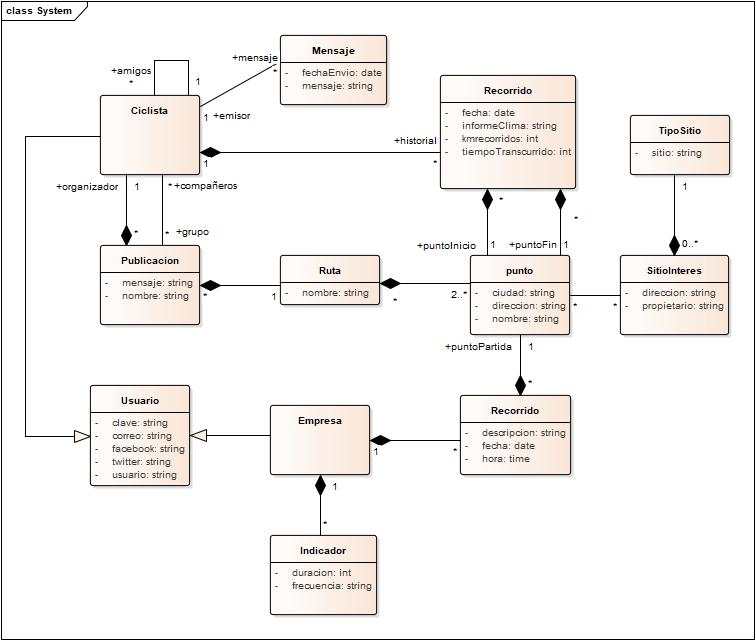 class System
Mensaje
- fechaEnvio: date
- mensaje: string
+mensaje
*
+amigos
*
1
Ciclista
1
+emisor
Recorrido
- fecha: date
- informeClima: string
- kmrecorridos: int
- tiempoTranscurrido: int
+historial
*
1
TipoSitio
- sitio: string
1
0..*
+organizador
1
*
*
+compañeros
*
+grupo
*
+puntoInicio
1
*
+puntoFin
1
Publicacion
- mensaje: string
- nombre: string
*
1
Ruta
- nombre: string
*
2..*
punto
- ciudad: string
- direccion: string
- nombre: string
*
*
SitioInteres
- direccion: string
- propietario: string
+puntoPartida
1
*
Usuario
- clave: string
- correo: string
- facebook: string
- twitter: string
- usuario: string
Empresa
1
*
Recorrido
- descripcion: string
- fecha: date
- hora: time
1
*
Indicador
- duracion: int
- frecuencia: string